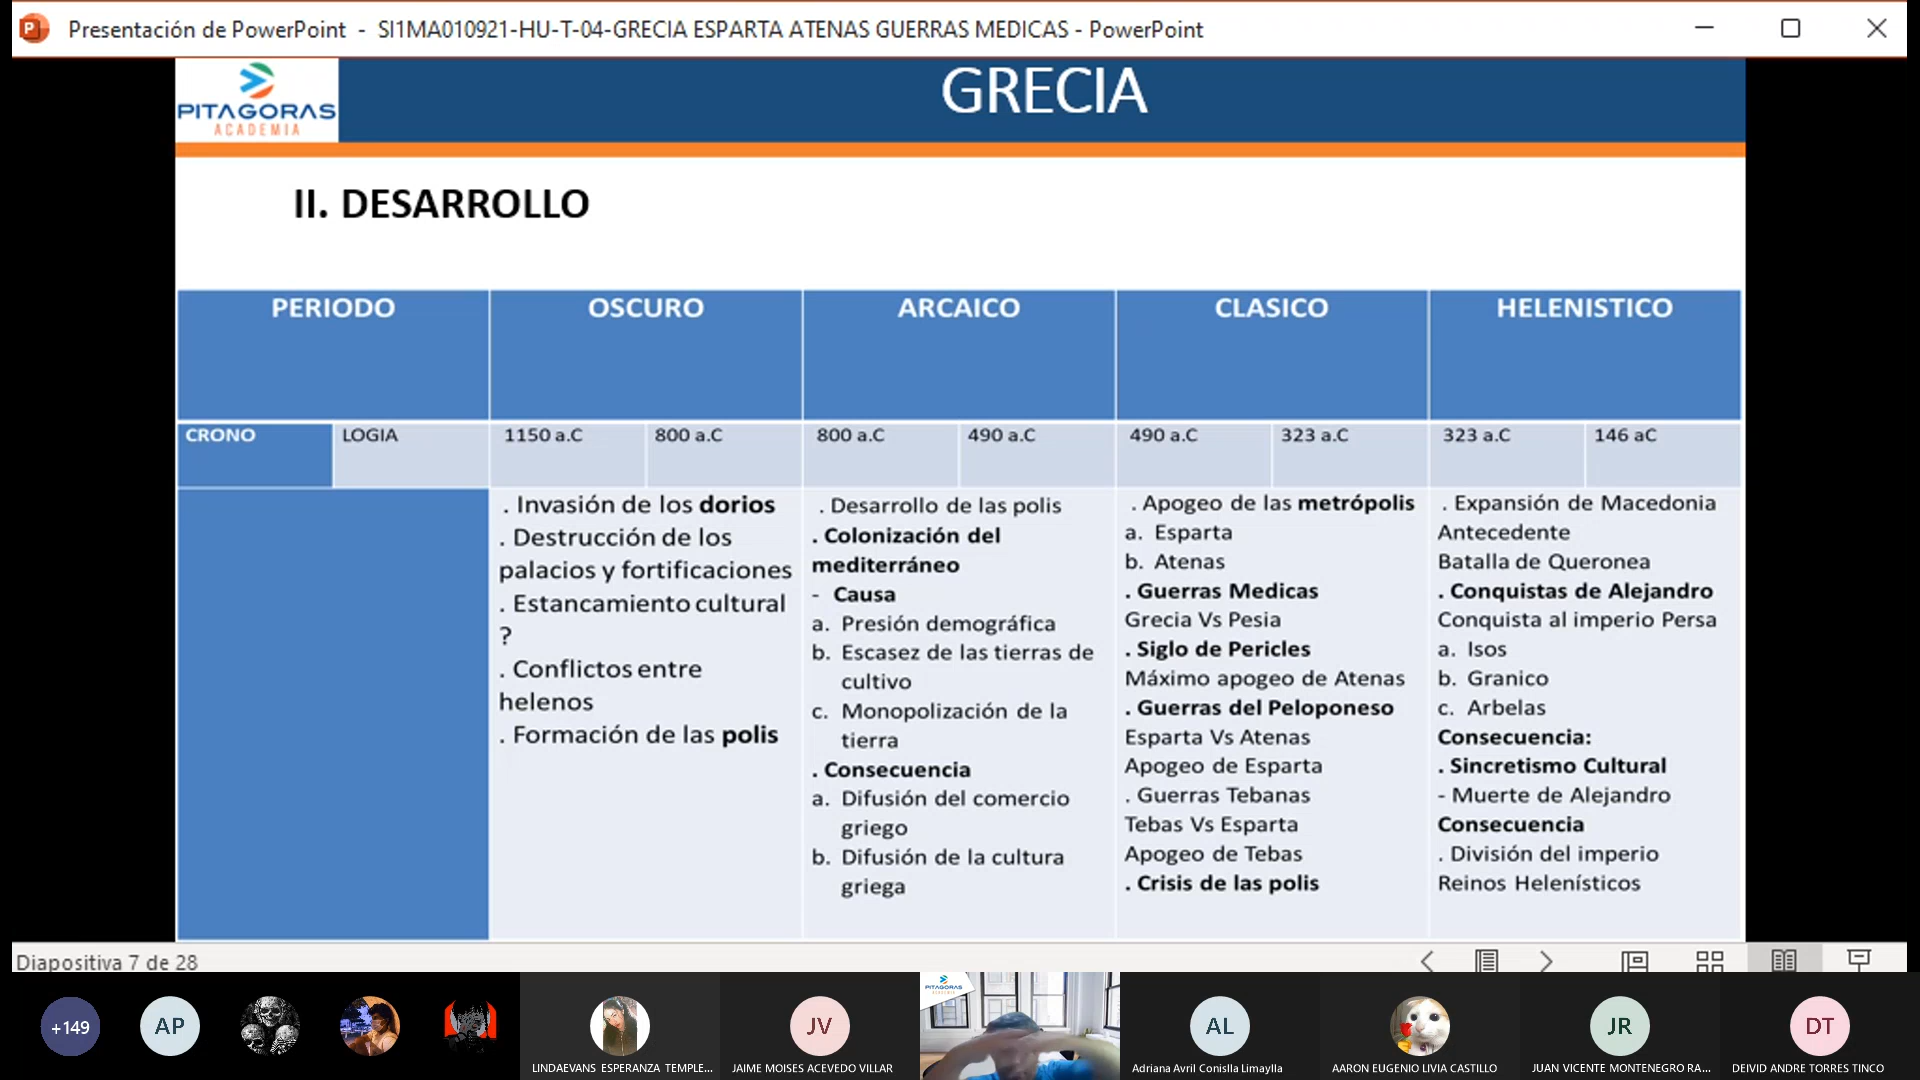 Presentación de PowerPoint - SI1MA010921-HU-T-04-GRECIA ESPARTA ATENAS GUERRAS MEDICAS - PowerPoint
PITAGORAS
ACADEMIA
GRECIA
II. DESARROLLO
PERIODO
OSCURO
ARCAICO
CLASICO
HELENISTICO
CRONO
LOGIA
1150 a.C
800 a.C
800 a.C
490 a.C
490 a.C
323 a.C
323 a.C
146 aC
. Invasión de los dorios
. Destrucción de los
palacios y fortificaciones
. Estancamiento cultural
?
. Conflictos entre
helenos
. Formación de las polis
. Desarrollo de las polis
. Colonización del
mediterráneo
- Causa
a. Presión demográfica
b. Escasez de las tierras de
cultivo
c. Monopolización de la
tierra
. Consecuencia
a. Difusión del comercio
griego
b. Difusión de la cultura
griega
. Apogeo de las metrópolis
a. Esparta
b. Atenas
. Guerras Medicas
Grecia Vs Pesia
. Siglo de Pericles
Máximo apogeo de Atenas
. Guerras del Peloponeso
Esparta Vs Atenas
Apogeo de Esparta
. Guerras Tebanas
Tebas Vs Esparta
Apogeo de Tebas
. Crisis de las polis
. Expansión de Macedonia
Antecedente
Batalla de Queronea
. Conquistas de Alejandro
Conquista al imperio Persa
a. Isos
b. Granico
c. Arbelas
Consecuencia:
. Sincretismo Cultural
- Muerte de Alejandro
Consecuencia
. División del imperio
Reinos Helenísticos
Diapositiva 7 de 28
+149
AP
LINDAEVANS ESPERANZA TEMPLE...
JV
JAIME MOISES ACEVEDO VILLAR
PITAGORAS
AL
Adriana Avril Conislla Limaylla
AARON EUGENIO LIVIA CASTILLO
JR
JUAN VICENTE MONTENEGRO RA...
DT
DEIVID ANDRE TORRES TINCO